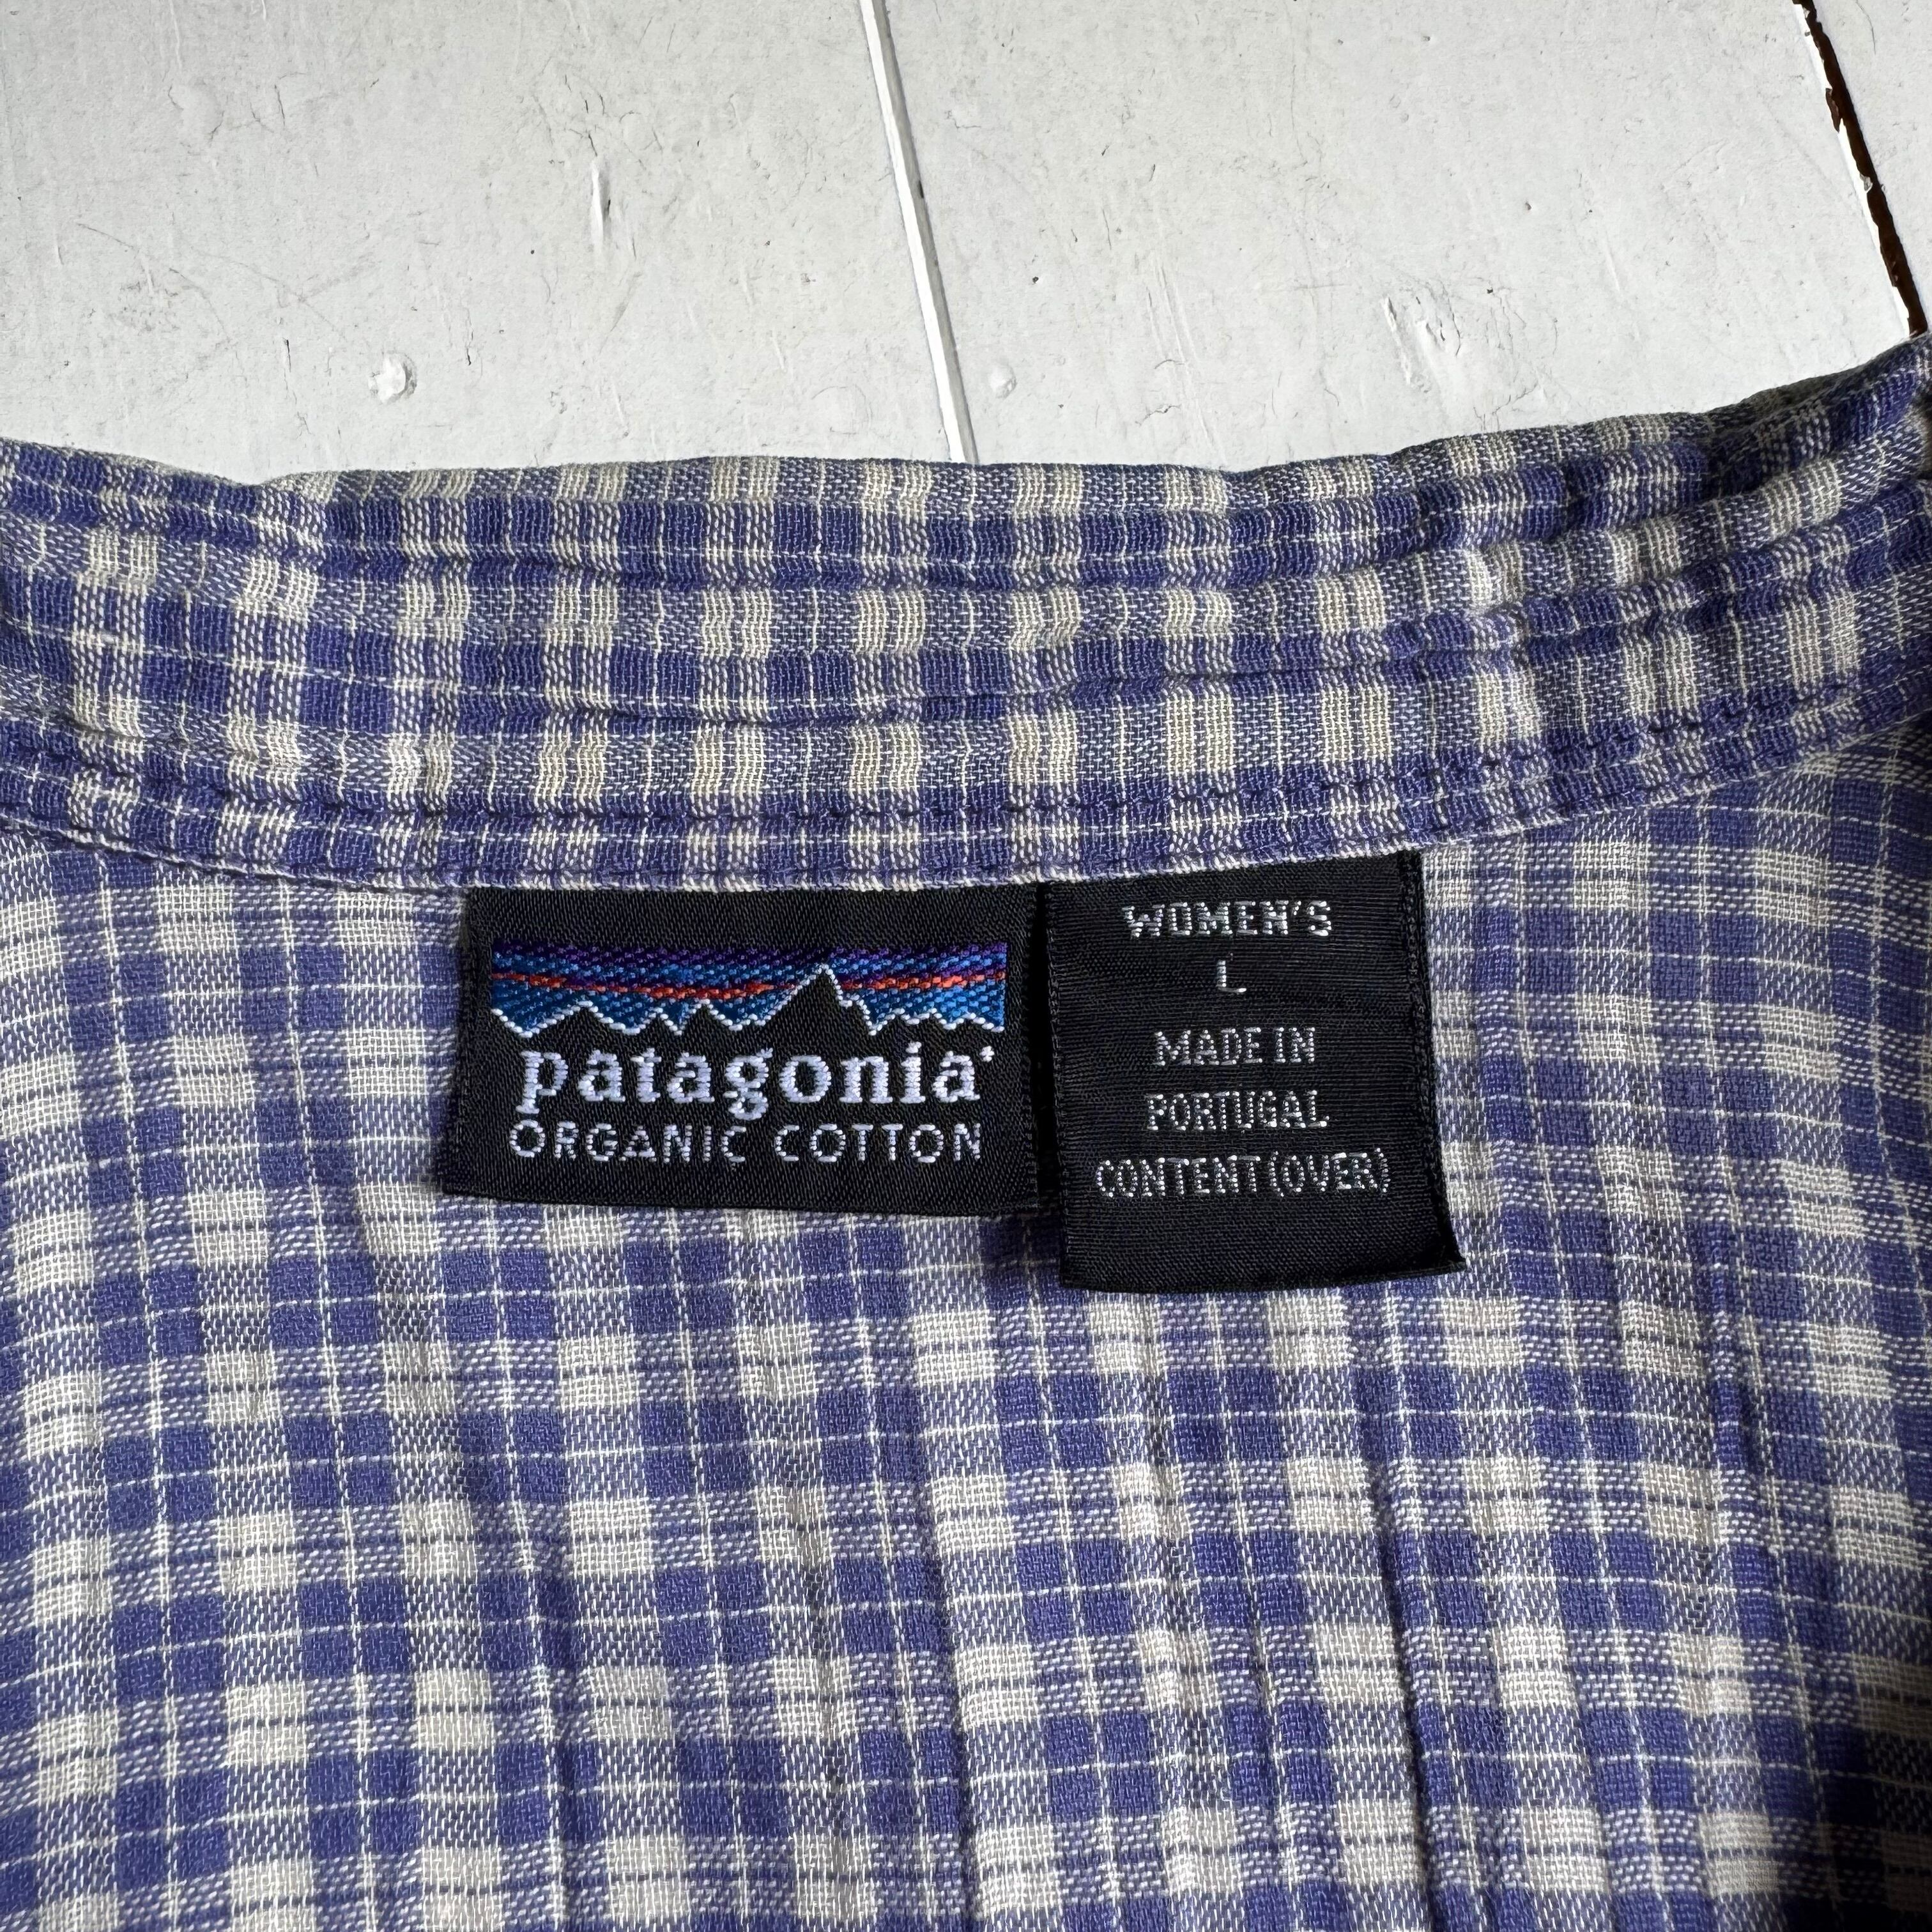 patagonia®
ORGANIC COTTON
WOMEN'S
L
MADE IN
PORTUGAL
CONTENT (OVER)